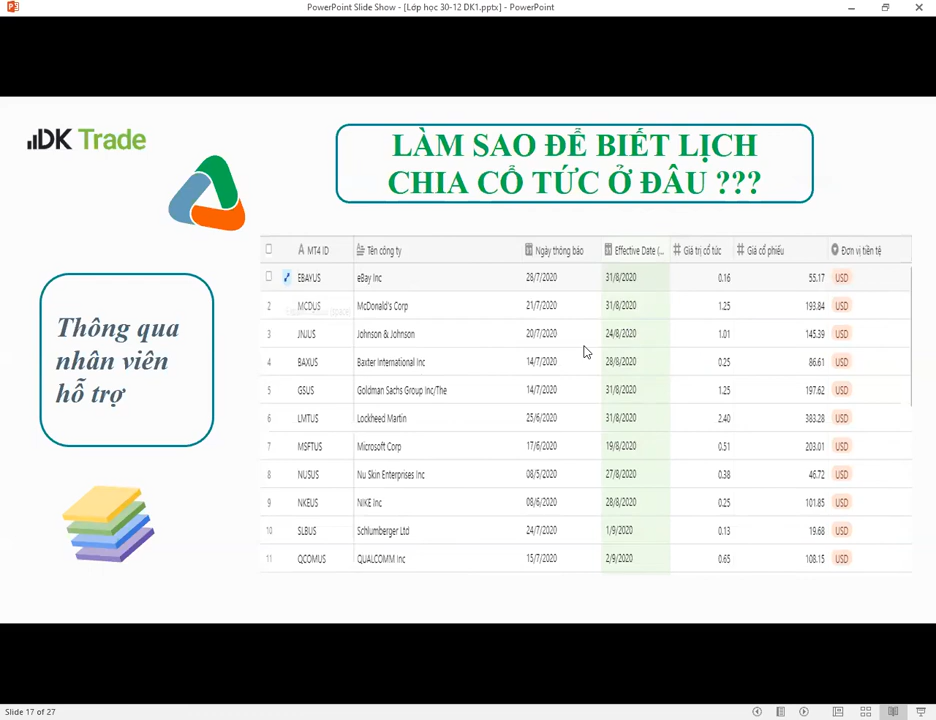 PowerPoint Slide Show - [Lớp học 30-12 DK1.pptx] - PowerPoint
DK Trade
LÀM SAO ĐỂ BIẾT LỊCH
CHIA CỔ TỨC Ở ĐÂU ???
Thông qua
nhân viên
hỗ trợ
MT4 ID Tên công ty Ngày thông báo Effective Date (... Giá trị cổ tức Giá cổ phiếu Đơn vị tiền tệ
EBAYUS eBay Inc 28/7/2020 31/8/2020 0.16 55.17 USD
2 MCDUS McDonald's Corp 21/7/2020 31/8/2020 1.25 193.84 USD
3 JNJUS Johnson & Johnson 20/7/2020 24/8/2020 1.01 145.39 USD
4 BAXUS Baxter International Inc 14/7/2020 28/8/2020 0.25 86.61 USD
5 GSUS Goldman Sachs Group Inc/The 14/7/2020 31/8/2020 1.25 197.62 USD
6 LMTUS Lockheed Martin 25/6/2020 31/8/2020 2.40 383.28 USD
7 MSFTUS Microsoft Corp 17/6/2020 19/8/2020 0.51 203.01 USD
8 NUSUS Nu Skin Enterprises Inc 08/5/2020 27/8/2020 0.38 46.72 USD
9 NKEUS NIKE Inc 08/6/2020 28/8/2020 0.25 101.85 USD
10 SLBUS Schlumberger Ltd 24/7/2020 1/9/2020 0.13 19.68 USD
11 QCOMUS QUALCOMM Inc 15/7/2020 2/9/2020 0.65 108.15 USD
Slide 17 of 27